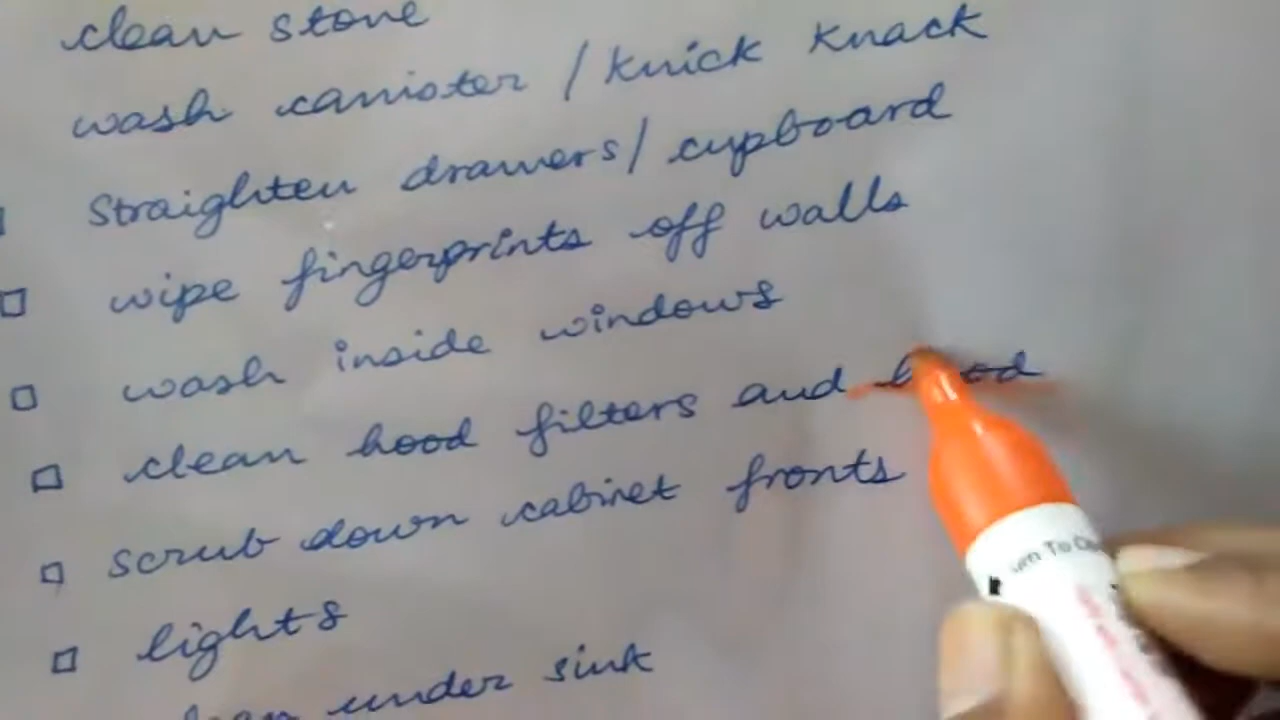 clean stove
wash canister / Knick Knack
Straighten drawers / cupboard
wipe fingerprints off walls
wash inside windows
clean hood filters and hood
scrub down cabinet fronts
lights
under sink